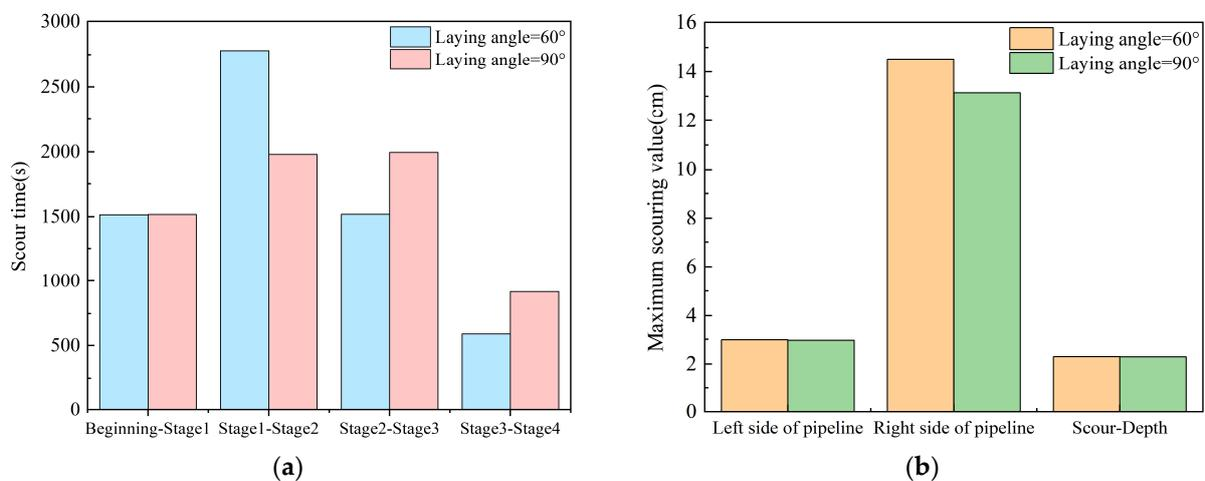 3000
2500
2000
1500
1000
500
0
Scour time(s)
Laying angle=60°
Laying angle=90°
Beginning-Stage1 Stage1-Stage2 Stage2-Stage3 Stage3-Stage4
(a)
16
14
12
10
8
6
4
2
0
Maximum scouring value(cm)
Laying angle=60°
Laying angle=90°
Left side of pipeline Right side of pipeline Scour-Depth
(b)